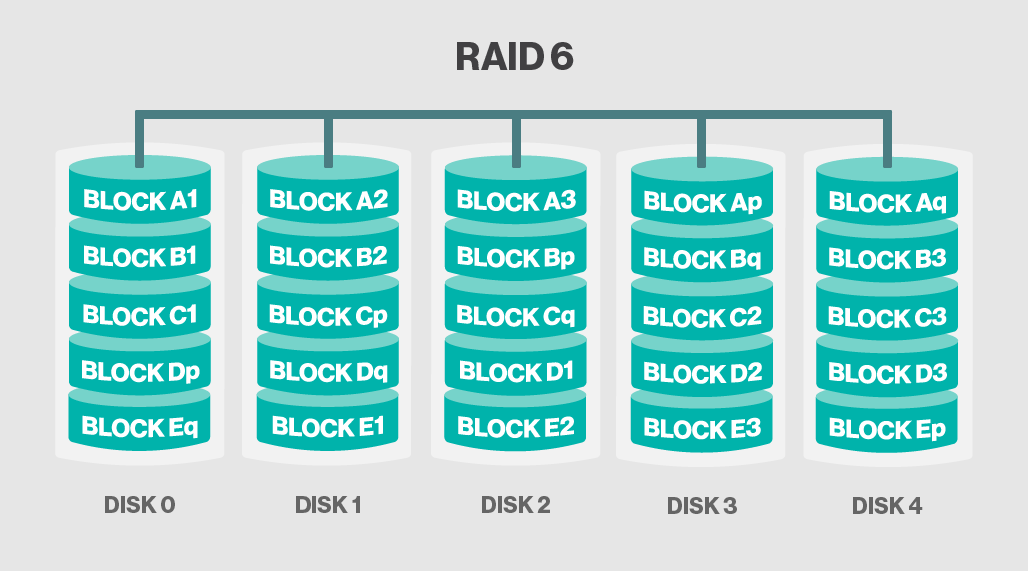 RAID 6
BLOCK A1 BLOCK A2 BLOCK A3 BLOCK Ap BLOCK Aq
BLOCK B1 BLOCK B2 BLOCK Bp BLOCK Bq BLOCK B3
BLOCK C1 BLOCK Cp BLOCK Cq BLOCK C2 BLOCK C3
BLOCK Dp BLOCK Dq BLOCK D1 BLOCK D2 BLOCK D3
BLOCK Eq BLOCK E1 BLOCK E2 BLOCK E3 BLOCK Ep
DISK 0 DISK 1 DISK 2 DISK 3 DISK 4